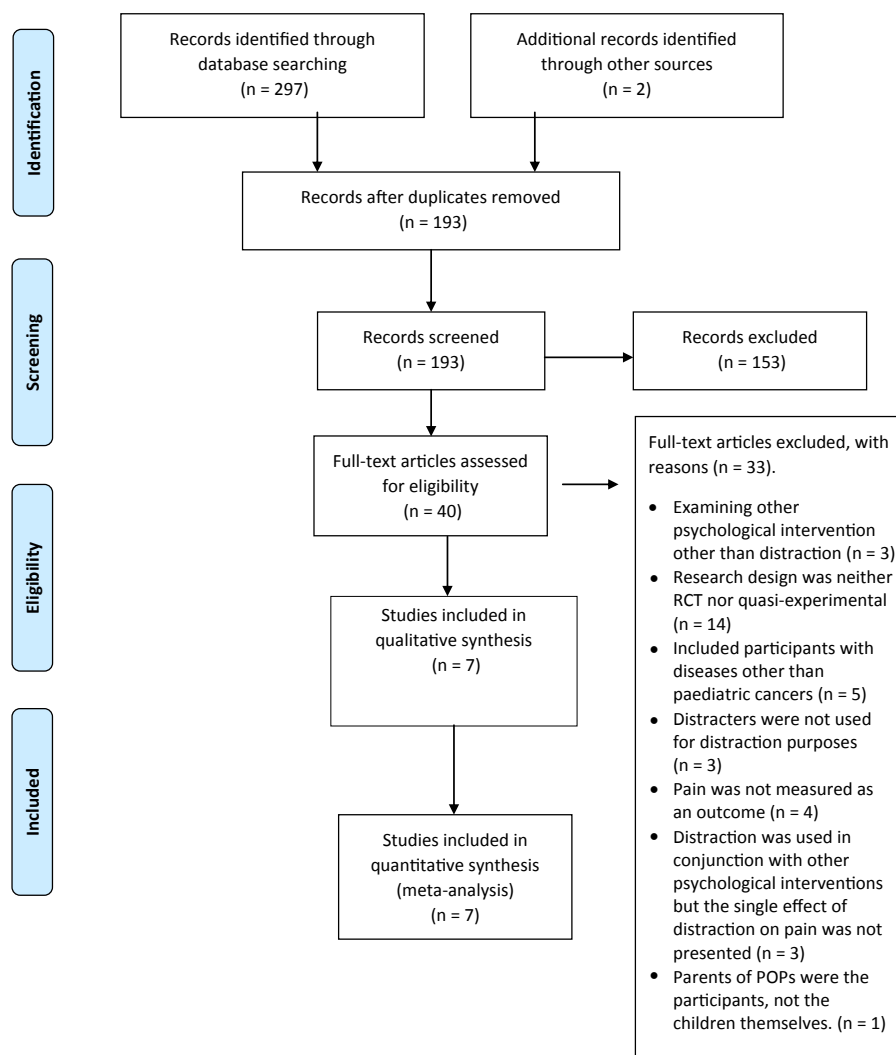 Identification
Records identified through
database searching
(n = 297)
Additional records identified
through other sources
(n = 2)
Records after duplicates removed
(n = 193)
Screening
Records screened
(n = 193)
Records excluded
(n = 153)
Eligibility
Full-text articles assessed
for eligibility
(n = 40)
Full-text articles excluded, with
reasons (n = 33).
• Examining other
psychological intervention
other than distraction (n = 3)
• Research design was neither
RCT nor quasi-experimental
(n = 14)
• Included participants with
diseases other than
paediatric cancers (n = 5)
• Distracters were not used
for distraction purposes
(n = 3)
• Pain was not measured as
an outcome (n = 4)
• Distraction was used in
conjunction with other
psychological interventions
but the single effect of
distraction on pain was not
presented (n = 3)
• Parents of POPs were the
participants, not the
children themselves. (n = 1)
Studies included in
qualitative synthesis
(n = 7)
Included
Studies included in
quantitative synthesis
(meta-analysis)
(n = 7)